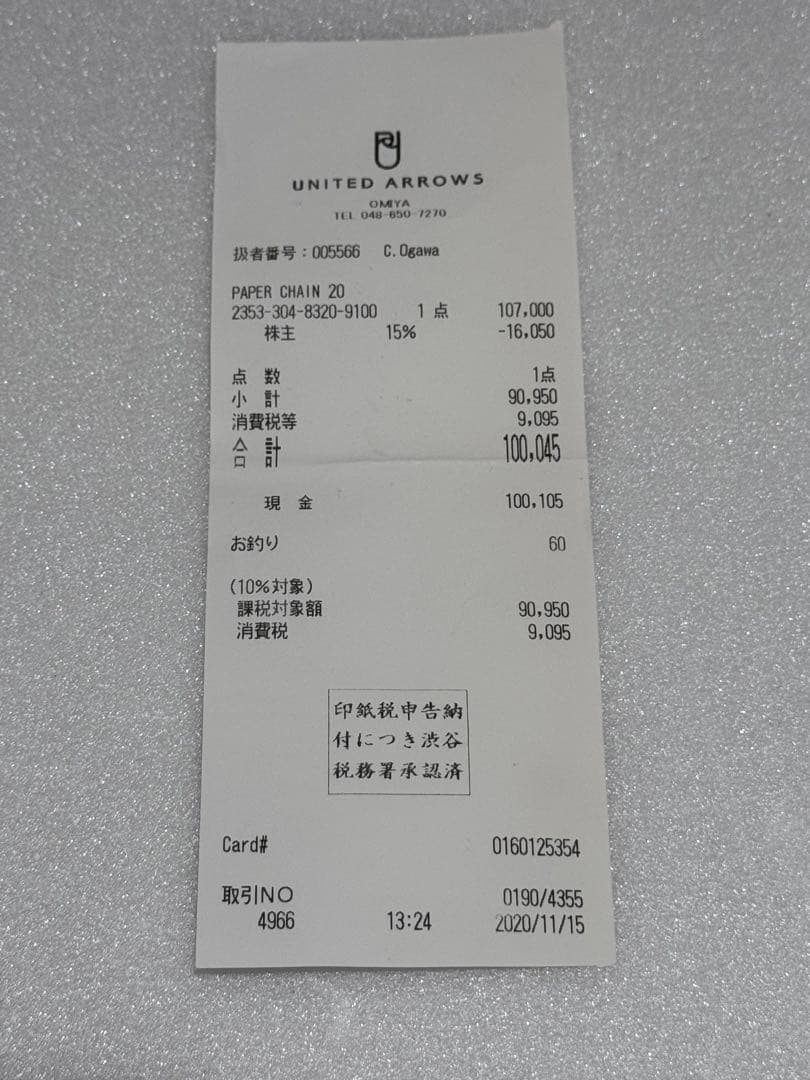 UNITED ARROWS
OMIYA
TEL 048-650-7270
扱者番号：005566 C.Ogawa
PAPER CHAIN 20
2353-304-8320-9100 1 点 107,000
株主 15% -16,050
点 数 1点
小 計 90,950
消費税等 9,095
合 計 100,045
現 金 100,105
お釣り 60
(10%対象)
課税対象額 90,950
消費税 9,095
印紙税申告納
付につき渋谷
税務署承認済
Card# 0160125354
取引NO 0190/4355
4966 13:24 2020/11/15